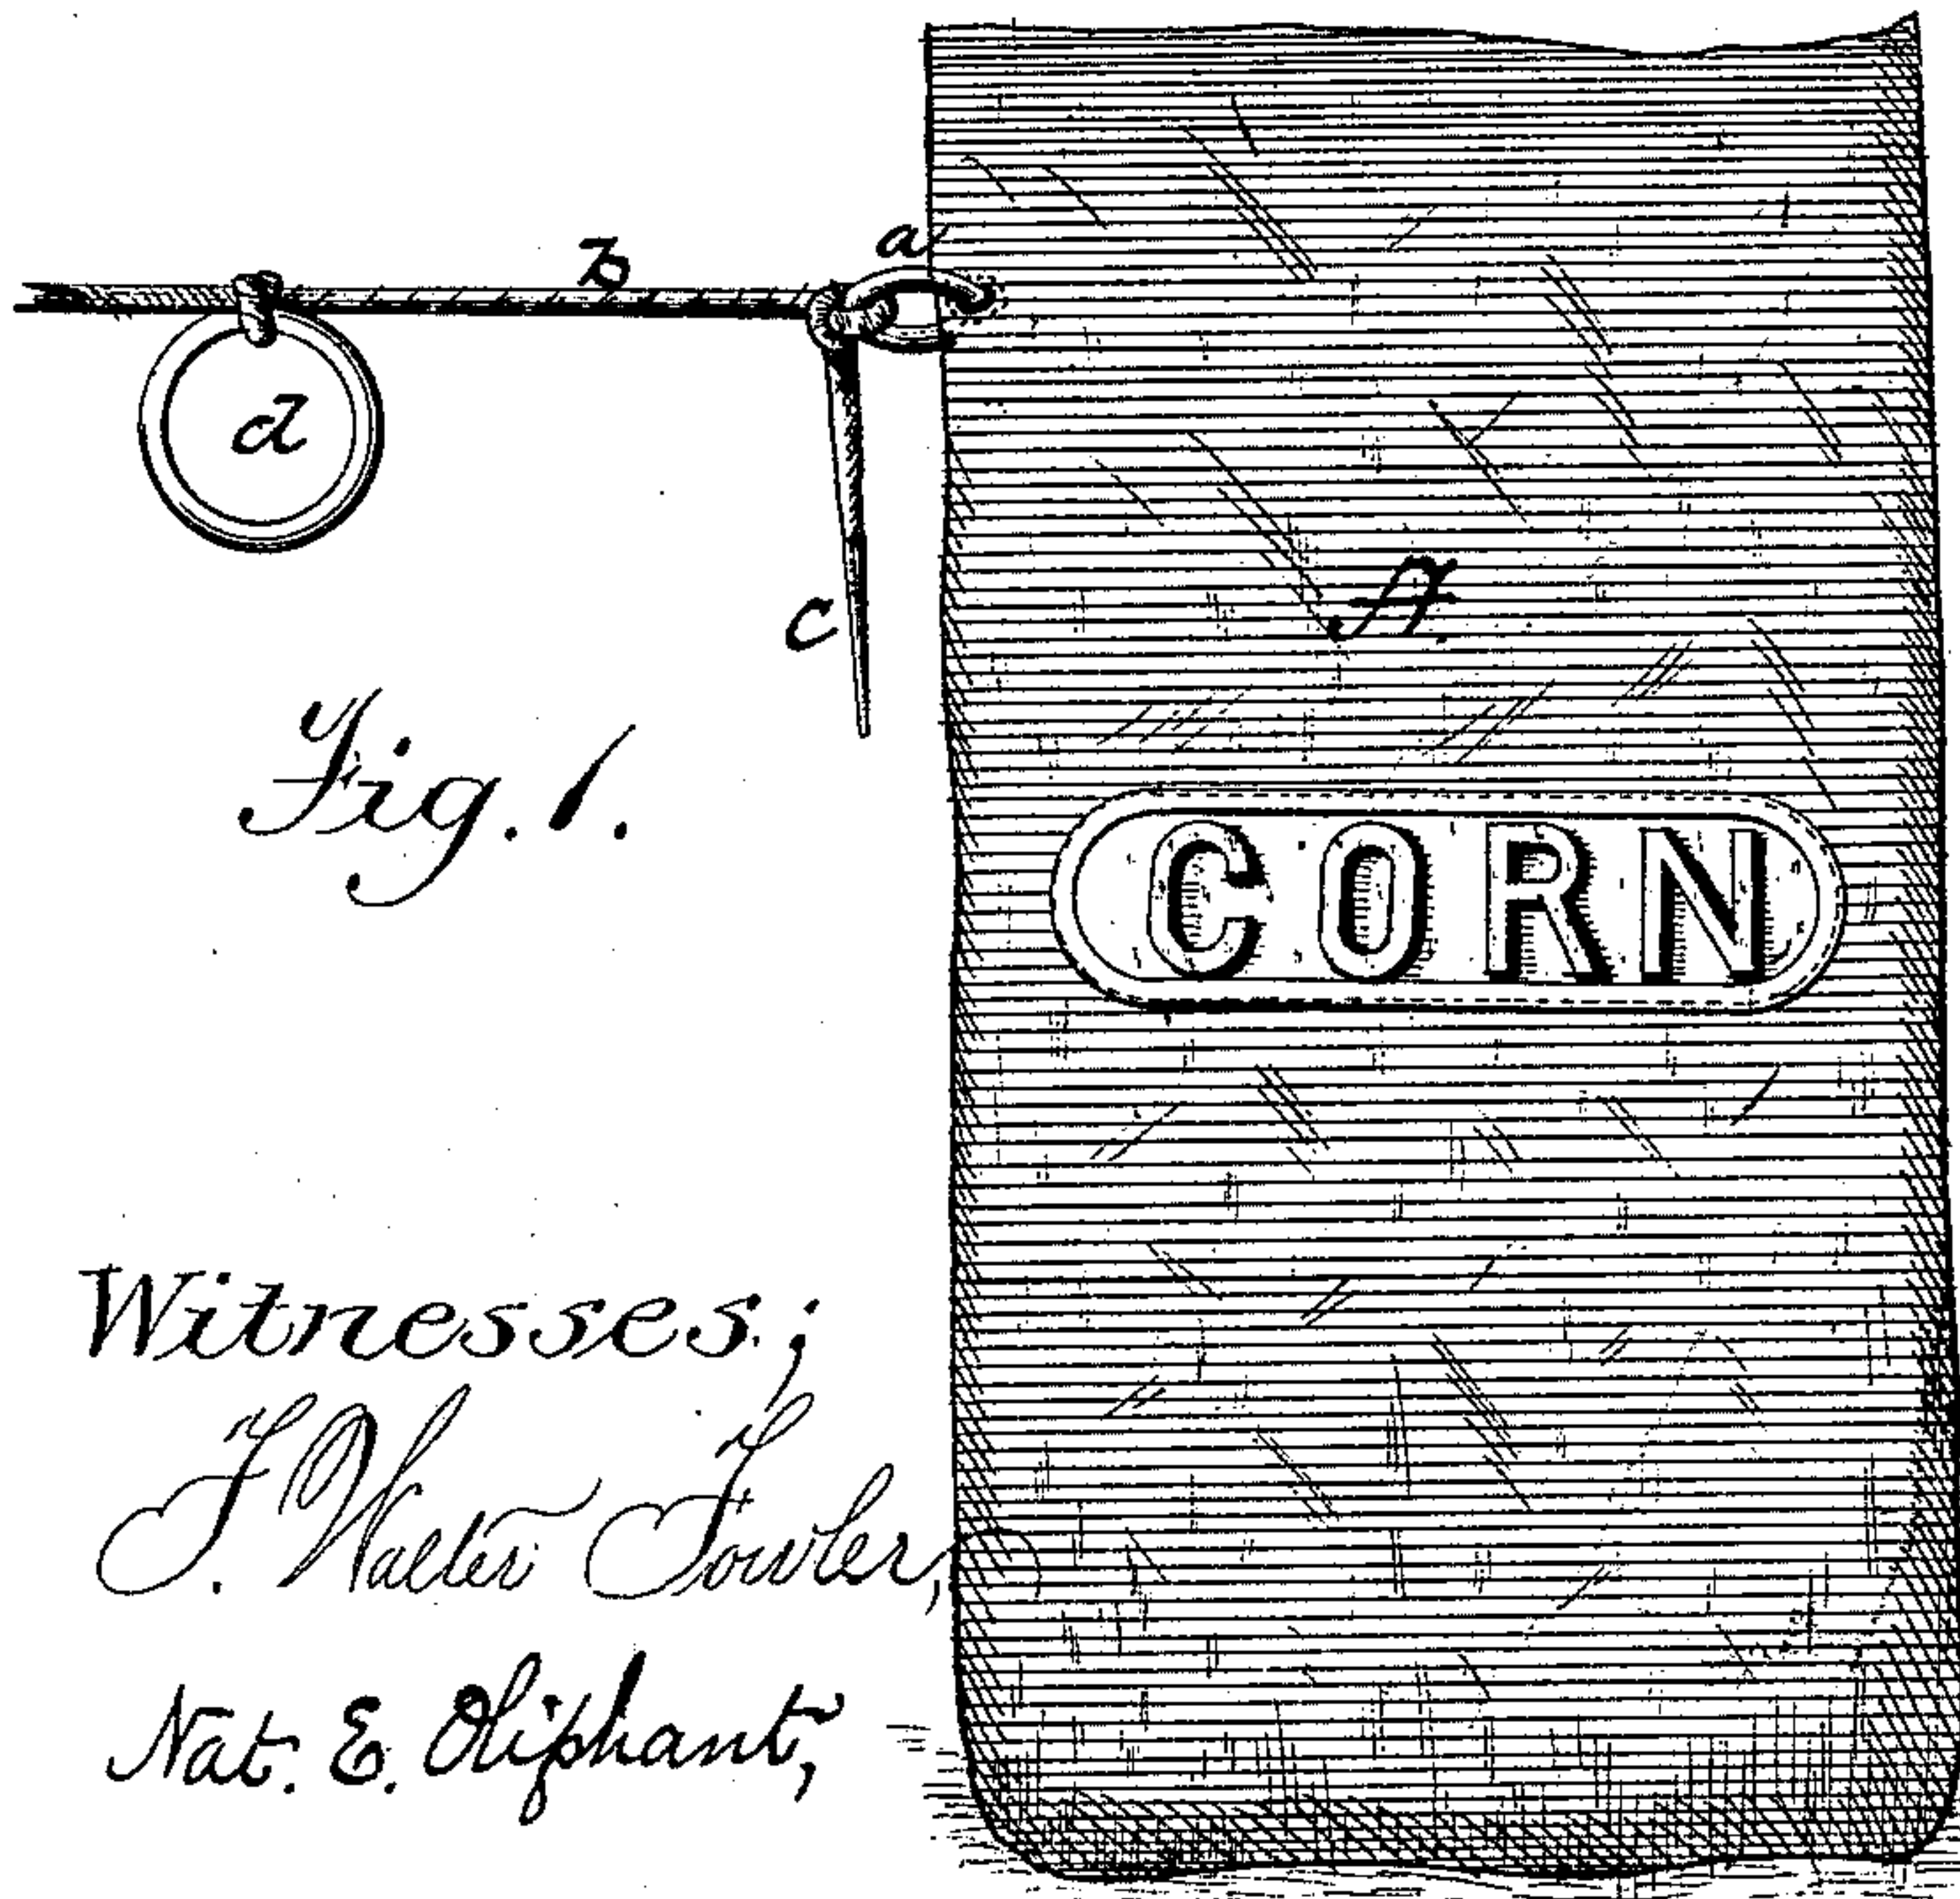 a
b
d
c
A
Fig. 1.
CORN
Witnesses;
F. Walter Fowler,
Nat. E. Oliphant,